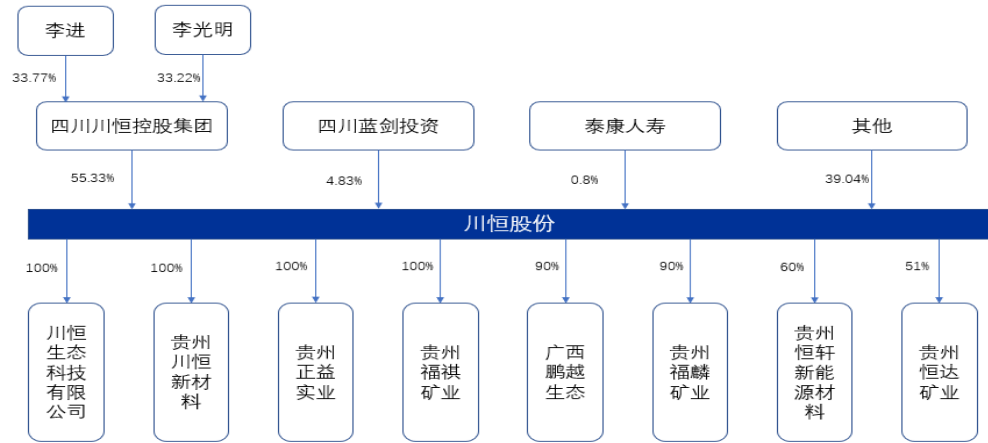 李进
李光明
33.77%
33.22%
四川川恒控股集团
四川蓝剑投资
泰康人寿
其他
55.33%
4.83%
0.8%
39.04%
川恒股份
100%
100%
100%
100%
90%
90%
60%
51%
川恒
生态
科技
有限
公司
贵州
川恒
新材
料
贵州
正益
实业
贵州
福祺
矿业
广西
鹏越
生态
贵州
福麟
矿业
贵州
恒轩
新能
源材
料
贵州
恒达
矿业